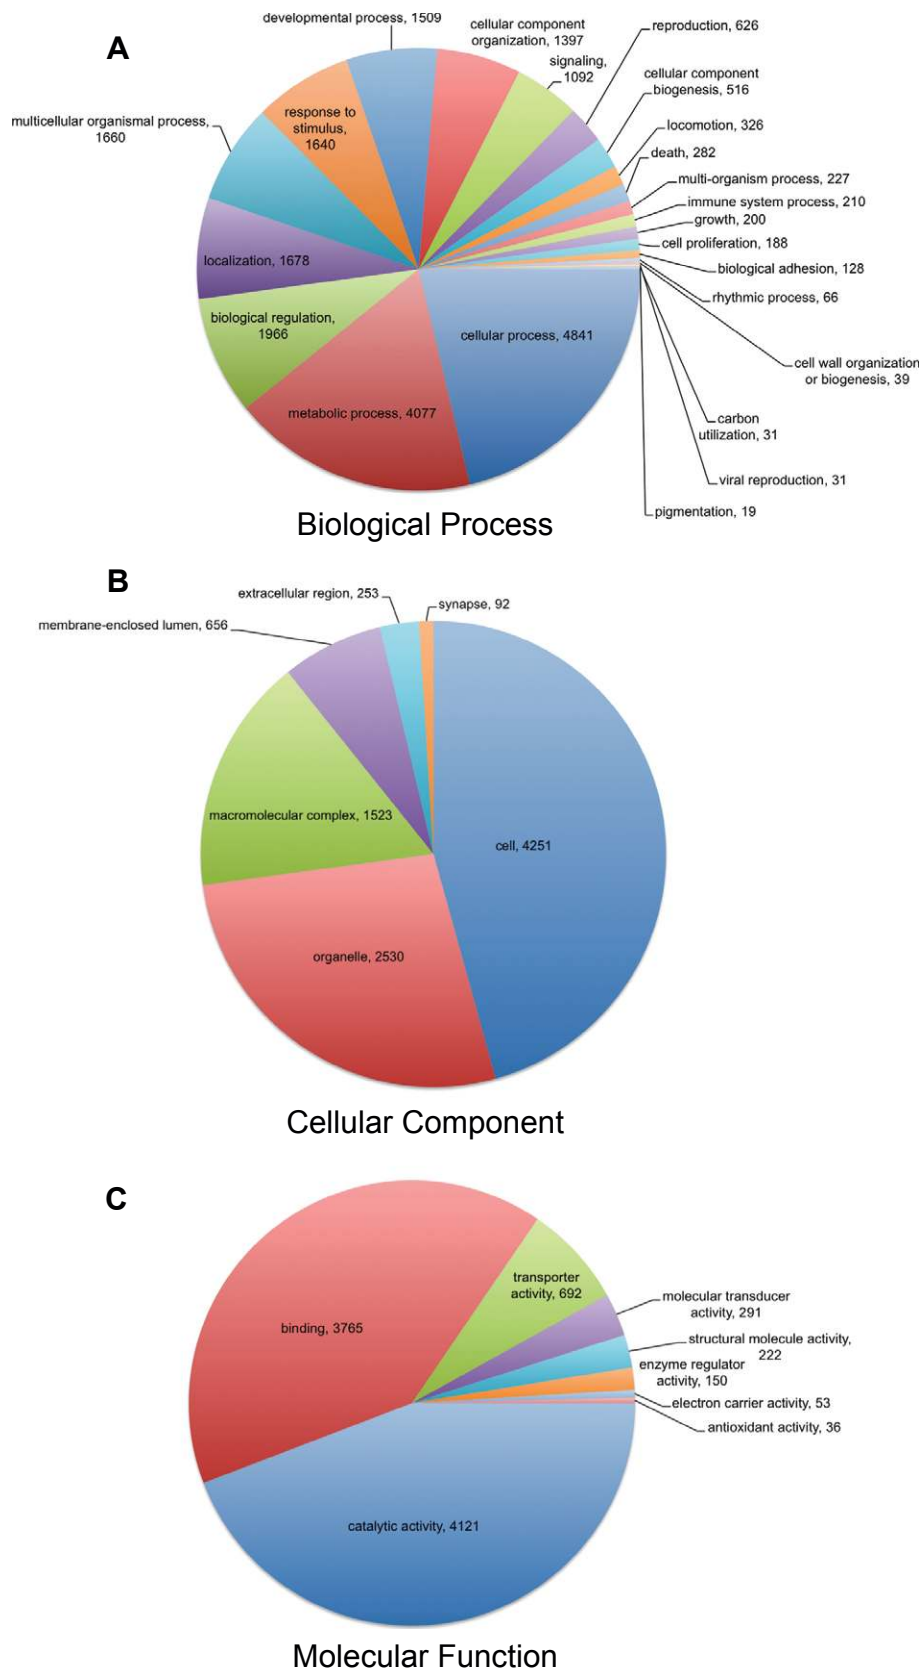 A
developmental process, 1509
cellular component
organization, 1397
signaling,
1092
reproduction, 626
cellular component
biogenesis, 516
locomotion, 326
death, 282
multi-organism process, 227
immune system process, 210
growth, 200
cell proliferation, 188
biological adhesion, 128
rhythmic process, 66
cell wall organization
or biogenesis, 39
carbon
utilization, 31
viral reproduction, 31
pigmentation, 19
response to
stimulus, 1640
multicellular organismal process,
1660
localization, 1678
biological regulation,
1966
metabolic process, 4077
cellular process, 4841
Biological Process
B
extracellular region, 253
synapse, 92
membrane-enclosed lumen, 656
macromolecular complex, 1523
cell, 4251
organelle, 2530
Cellular Component
C
transporter
activity, 692
molecular transducer
activity, 291
structural molecule activity,
222
enzyme regulator
activity, 150
electron carrier activity, 53
antioxidant activity, 36
binding, 3765
catalytic activity, 4121
Molecular Function